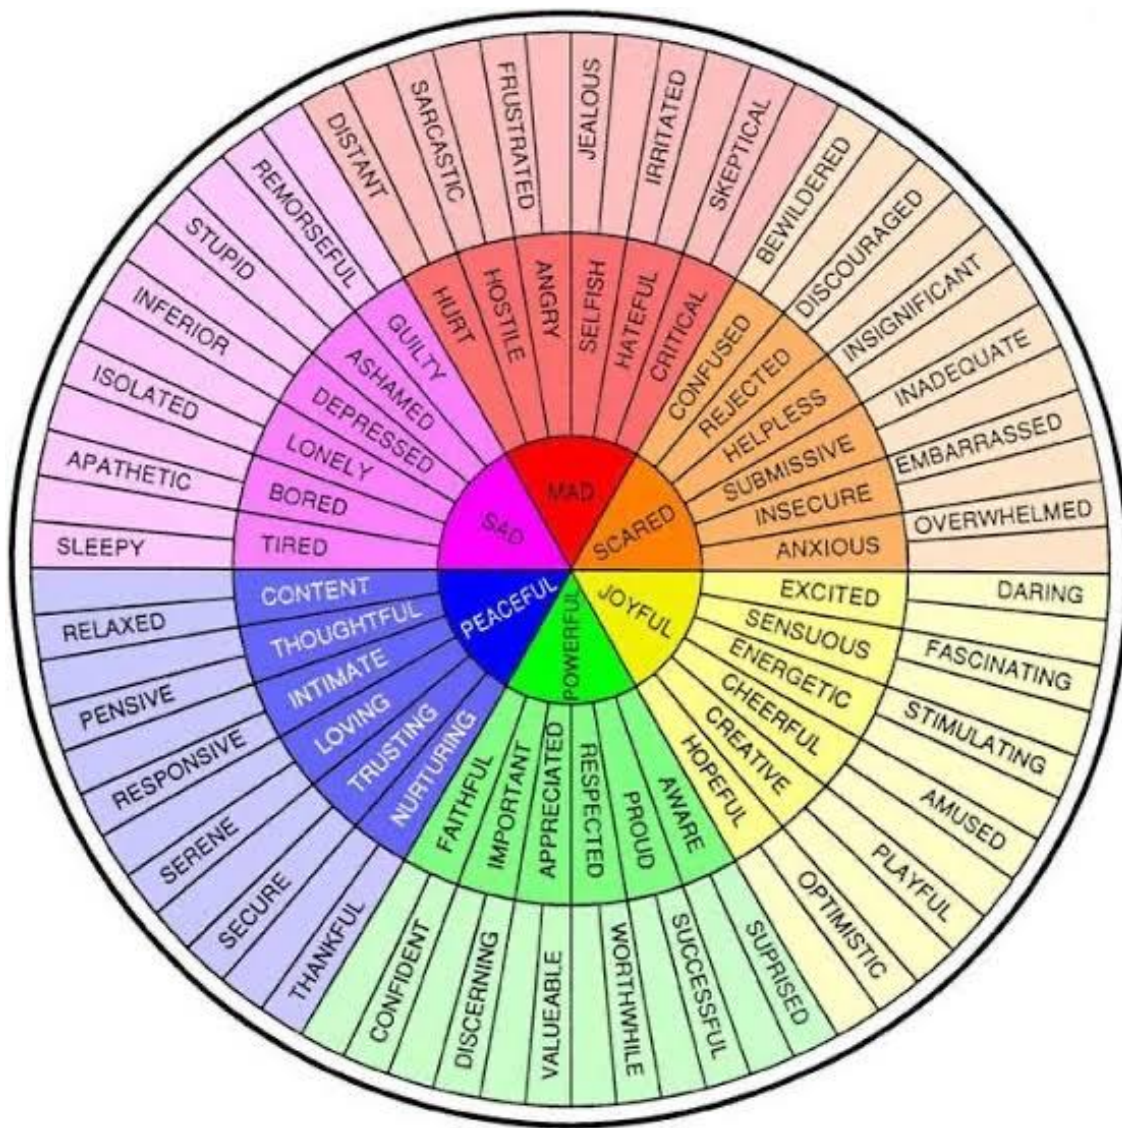 MAD
SCARED
JOYFUL
POWERFUL
PEACEFUL
SAD
HURT
HOSTILE
ANGRY
SELFISH
HATEFUL
CRITICAL
CONFUSED
REJECTED
HELPLESS
SUBMISSIVE
INSECURE
ANXIOUS
EXCITED
SENSUOUS
ENERGETIC
CHEERFUL
CREATIVE
HOPEFUL
AWARE
PROUD
RESPECTED
APPRECIATED
IMPORTANT
FAITHFUL
NURTURING
TRUSTING
LOVING
INTIMATE
THOUGHTFUL
CONTENT
TIRED
BORED
LONELY
DEPRESSED
ASHAMED
GUILTY
DISTANT
SARCASTIC
FRUSTRATED
JEALOUS
IRRITATED
SKEPTICAL
BEWILDERED
DISCOURAGED
INSIGNIFICANT
INADEQUATE
EMBARRASSED
OVERWHELMED
DARING
FASCINATING
STIMULATING
AMUSED
PLAYFUL
OPTIMISTIC
SUPRISED
SUCCESSFUL
WORTHWHILE
VALUEABLE
DISCERNING
CONFIDENT
THANKFUL
SECURE
SERENE
RESPONSIVE
PENSIVE
RELAXED
SLEEPY
APATHETIC
ISOLATED
INFERIOR
STUPID
REMORSEFUL